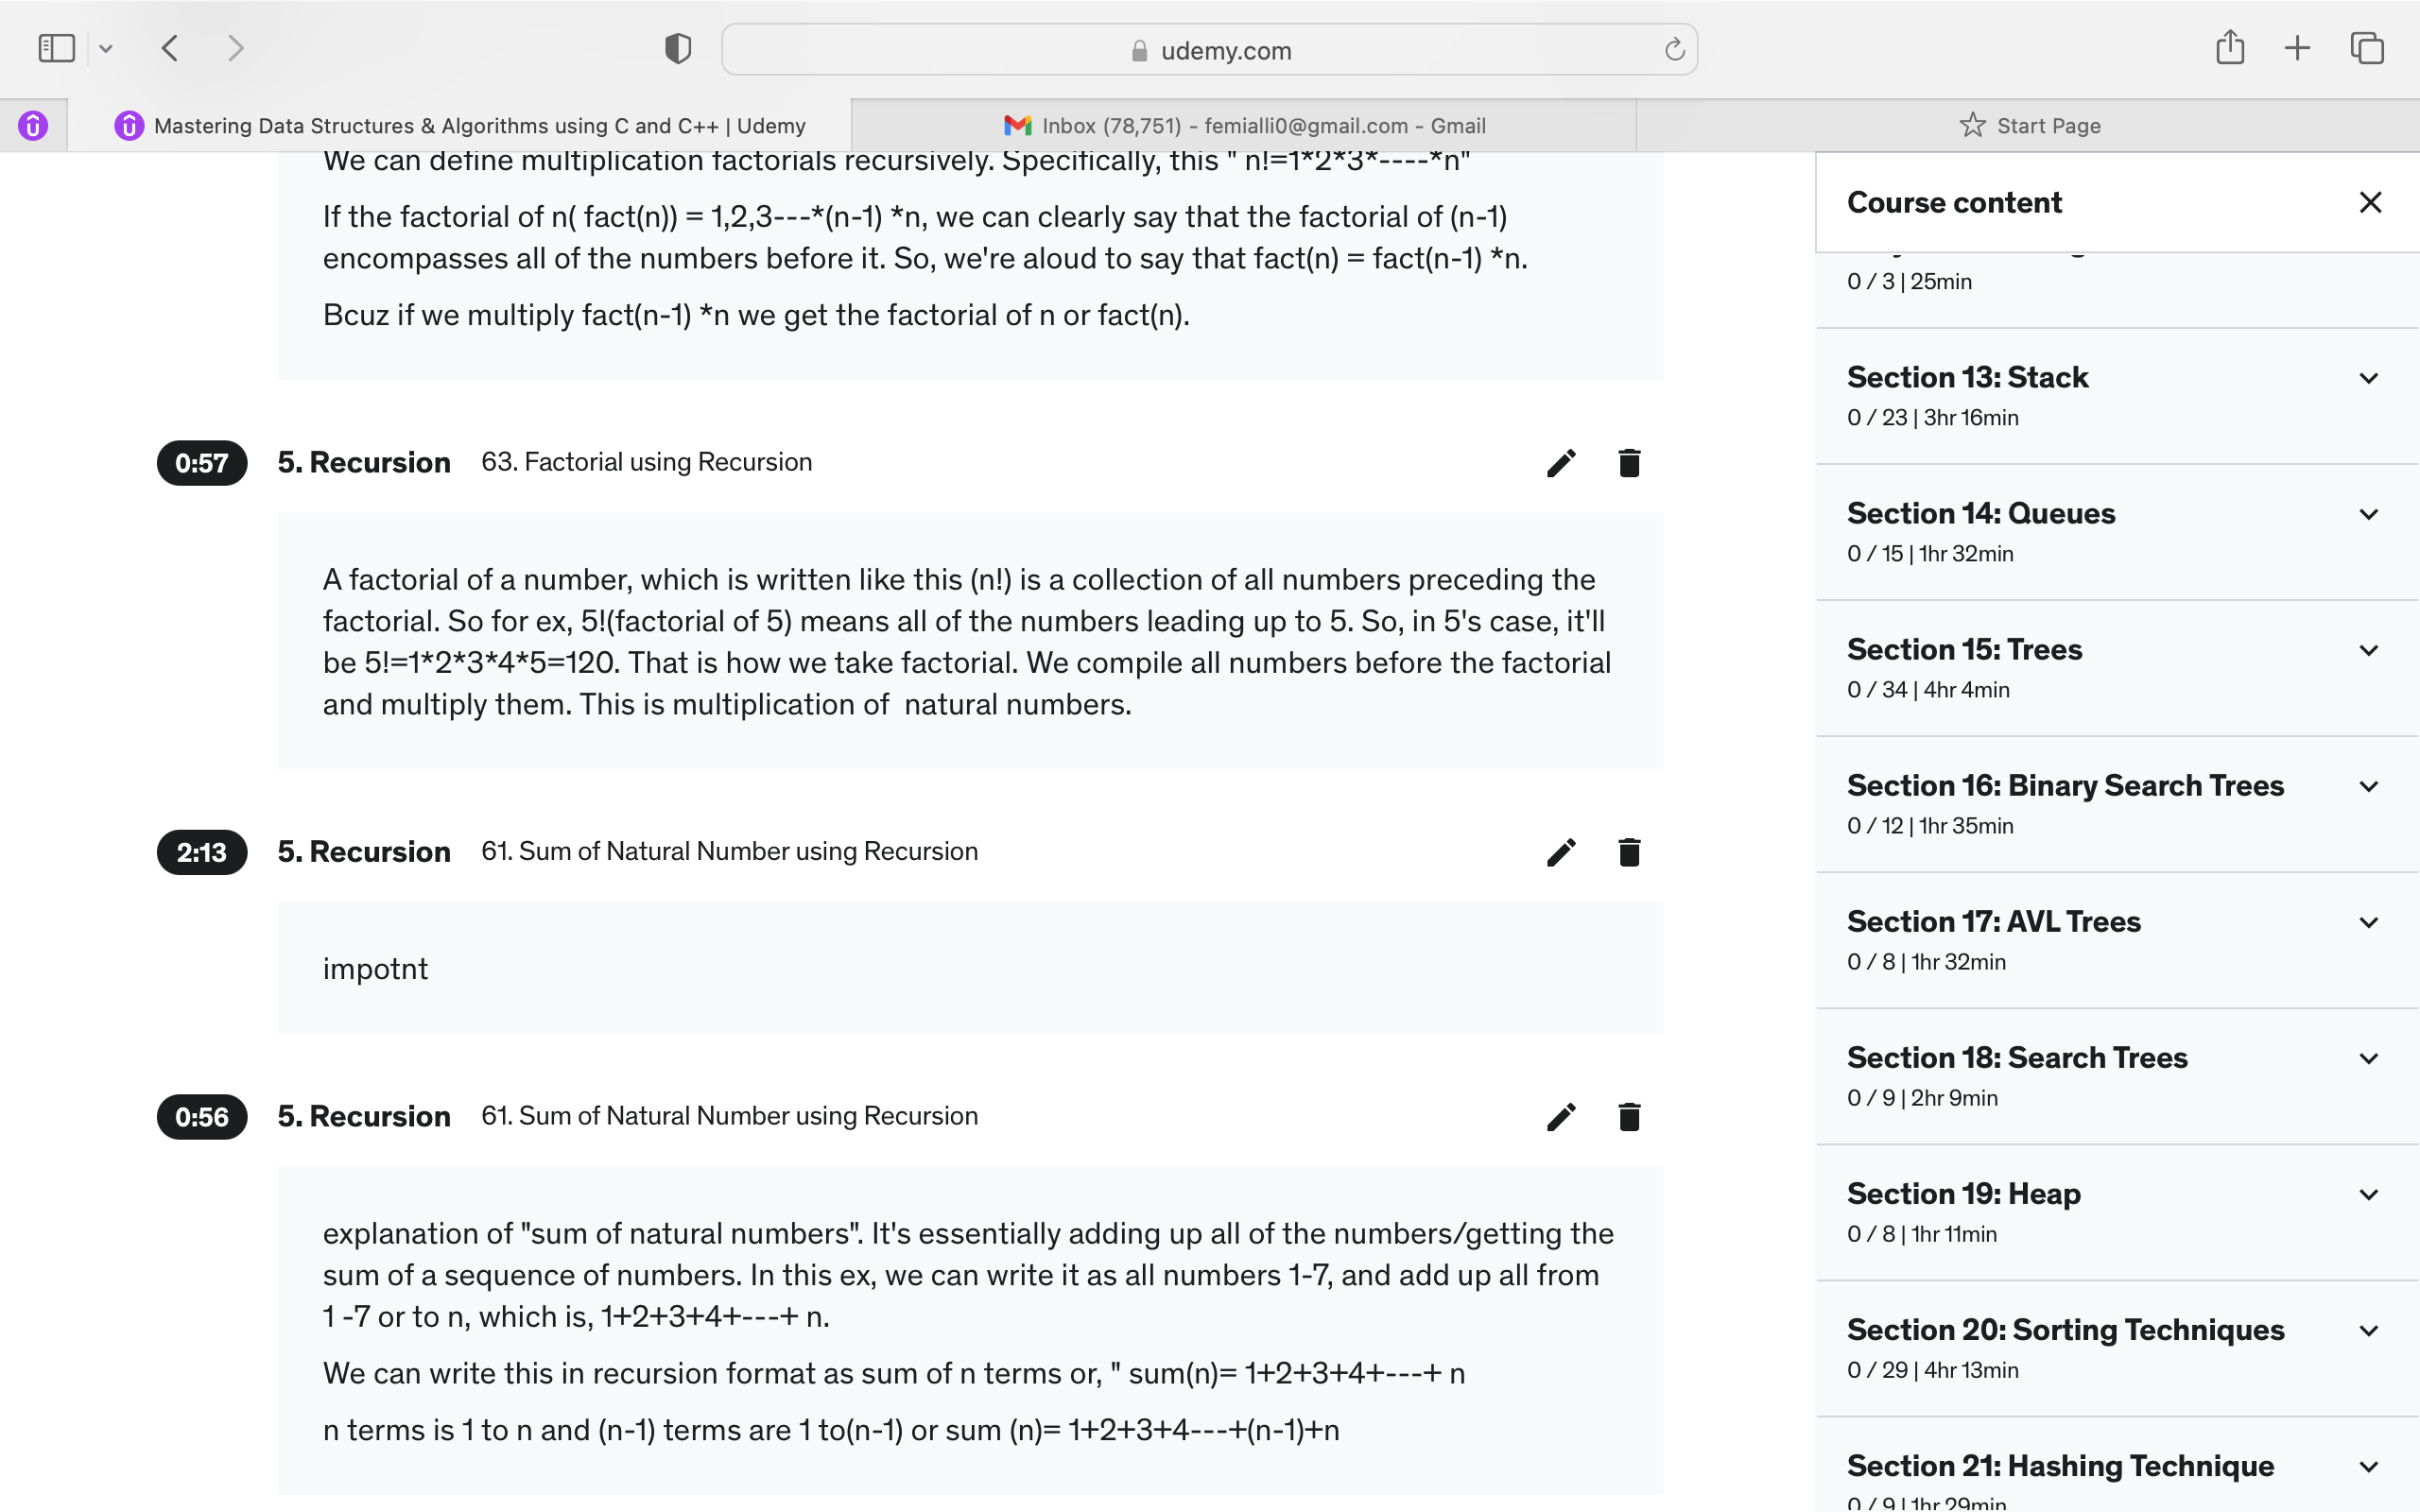 udemy.com
Mastering Data Structures & Algorithms using C and C++ | Udemy
Inbox (78,751) - femialli0@gmail.com - Gmail
Start Page
We can define multiplication factorials recursively. Specifically, this " n!=1*2*3*----*n"
If the factorial of n( fact(n)) = 1,2,3---*(n-1) *n, we can clearly say that the factorial of (n-1)
encompasses all of the numbers before it. So, we're aloud to say that fact(n) = fact(n-1) *n.
Bcuz if we multiply fact(n-1) *n we get the factorial of n or fact(n).
0:57 5. Recursion 63. Factorial using Recursion
A factorial of a number, which is written like this (n!) is a collection of all numbers preceding the
factorial. So for ex, 5!(factorial of 5) means all of the numbers leading up to 5. So, in 5's case, it'll
be 5!=1*2*3*4*5=120. That is how we take factorial. We compile all numbers before the factorial
and multiply them. This is multiplication of  natural numbers.
2:13 5. Recursion 61. Sum of Natural Number using Recursion
impotnt
0:56 5. Recursion 61. Sum of Natural Number using Recursion
explanation of "sum of natural numbers". It's essentially adding up all of the numbers/getting the
sum of a sequence of numbers. In this ex, we can write it as all numbers 1-7, and add up all from
1 -7 or to n, which is, 1+2+3+4+---+ n.
We can write this in recursion format as sum of n terms or, " sum(n)= 1+2+3+4+---+ n
n terms is 1 to n and (n-1) terms are 1 to(n-1) or sum (n)= 1+2+3+4---+(n-1)+n
Course content
0 / 3 | 25min
Section 13: Stack
0 / 23 | 3hr 16min
Section 14: Queues
0 / 15 | 1hr 32min
Section 15: Trees
0 / 34 | 4hr 4min
Section 16: Binary Search Trees
0 / 12 | 1hr 35min
Section 17: AVL Trees
0 / 8 | 1hr 32min
Section 18: Search Trees
0 / 9 | 2hr 9min
Section 19: Heap
0 / 8 | 1hr 11min
Section 20: Sorting Techniques
0 / 29 | 4hr 13min
Section 21: Hashing Technique
0 / 9 | 1hr 29min